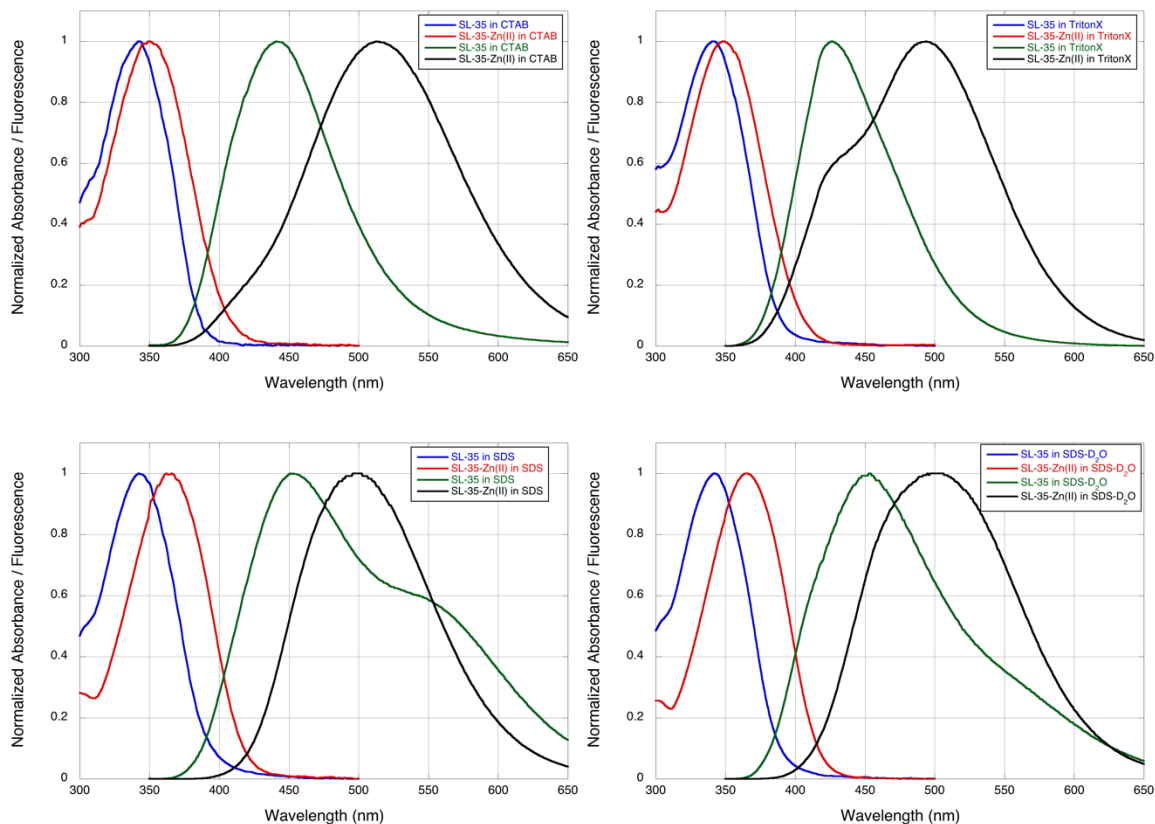 SL-35 in CTAB
SL-35-Zn(II) in CTAB
SL-35 in CTAB
SL-35-Zn(II) in CTAB
Normalized Absorbance / Fluorescence
1
0.8
0.6
0.4
0.2
0
300 350 400 450 500 550 600 650
Wavelength (nm)
SL-35 in TritonX
SL-35-Zn(II) in TritonX
SL-35 in TritonX
SL-35-Zn(II) in TritonX
Normalized Absorbance / Fluorescence
1
0.8
0.6
0.4
0.2
0
300 350 400 450 500 550 600 650
Wavelength (nm)
SL-35 in SDS
SL-35-Zn(II) in SDS
SL-35 in SDS
SL-35-Zn(II) in SDS
Normalized Absorbance / Fluorescence
1
0.8
0.6
0.4
0.2
0
300 350 400 450 500 550 600 650
Wavelength (nm)
SL-35 in SDS-D₂O
SL-35-Zn(II) in SDS-D₂O
SL-35 in SDS-D₂O
SL-35-Zn(II) in SDS-D₂O
Normalized Absorbance / Fluorescence
1
0.8
0.6
0.4
0.2
0
300 350 400 450 500 550 600 650
Wavelength (nm)